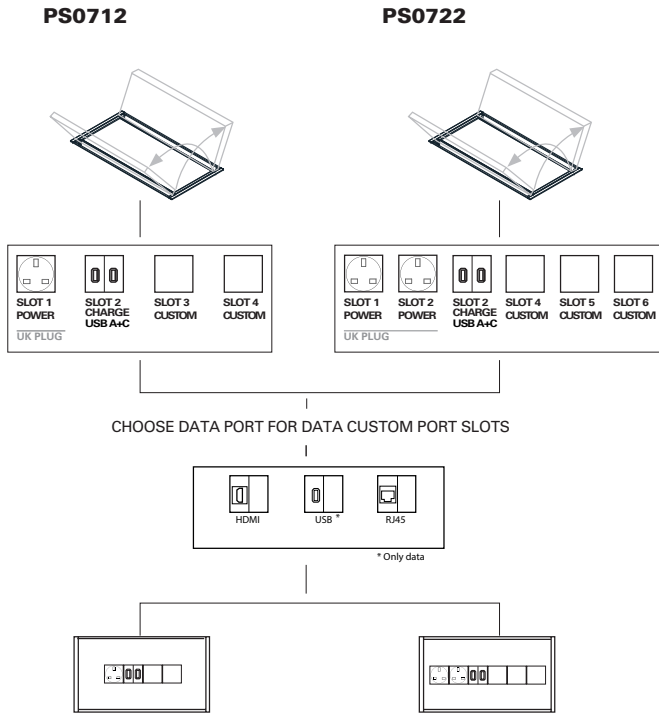 PS0712
PS0722
SLOT 1
POWER
SLOT 2
CHARGE
USB A+C
SLOT 3
CUSTOM
SLOT 4
CUSTOM
UK PLUG
SLOT 1
POWER
SLOT 2
POWER
SLOT 2
CHARGE
USB A+C
SLOT 4
CUSTOM
SLOT 5
CUSTOM
SLOT 6
CUSTOM
UK PLUG
CHOOSE DATA PORT FOR DATA CUSTOM PORT SLOTS
HDMI
USB *
RJ45
* Only data